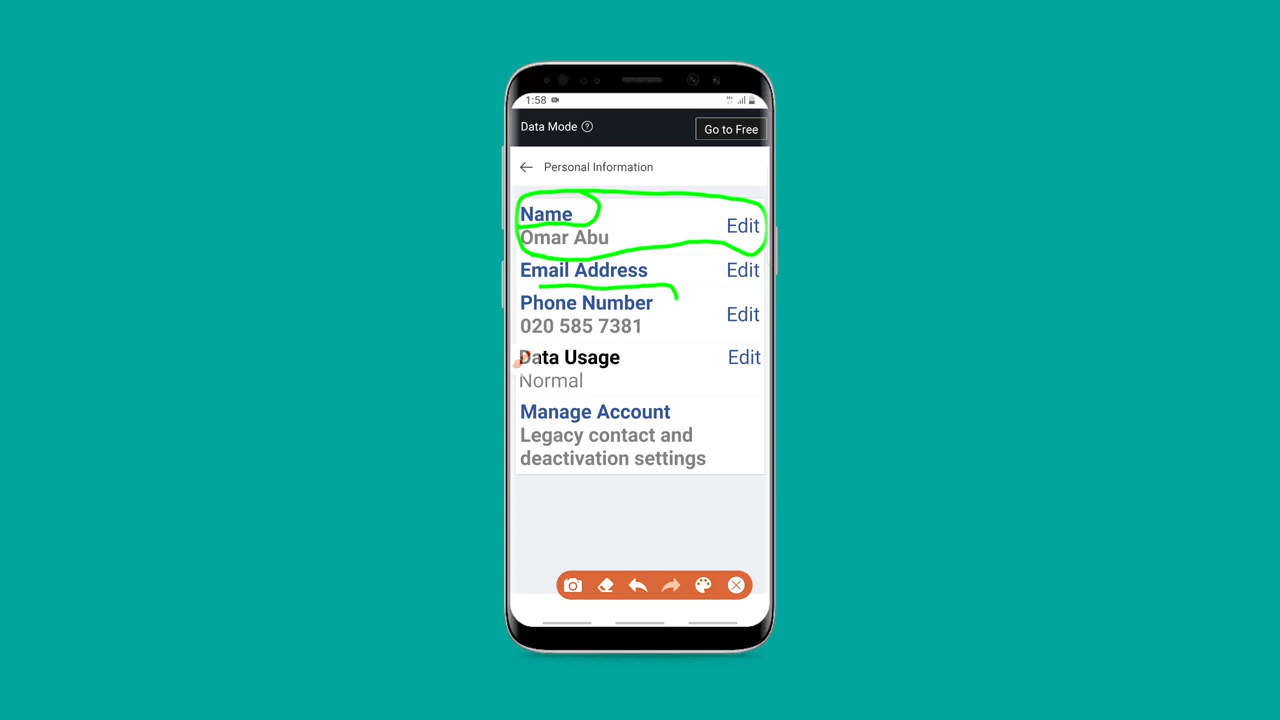 1:58
Data Mode ?
Go to Free
Personal Information
Name
Omar Abu
Edit
Email Address
Edit
Phone Number
020 585 7381
Edit
Data Usage
Normal
Edit
Manage Account
Legacy contact and
deactivation settings